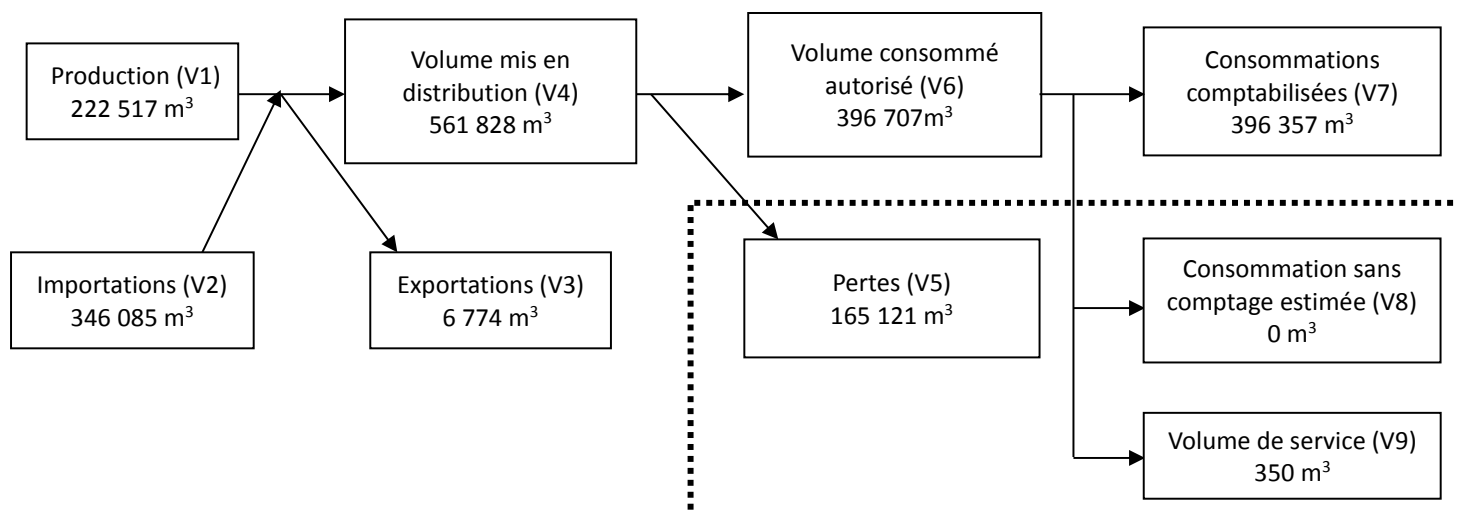 Production (V1)
222 517 m³
Volume mis en
distribution (V4)
561 828 m³
Volume consommé
autorisé (V6)
396 707m³
Consommations
comptabilisées (V7)
396 357 m³
Importations (V2)
346 085 m³
Exportations (V3)
6 774 m³
Pertes (V5)
165 121 m³
Consommation sans
comptage estimée (V8)
0 m³
Volume de service (V9)
350 m³